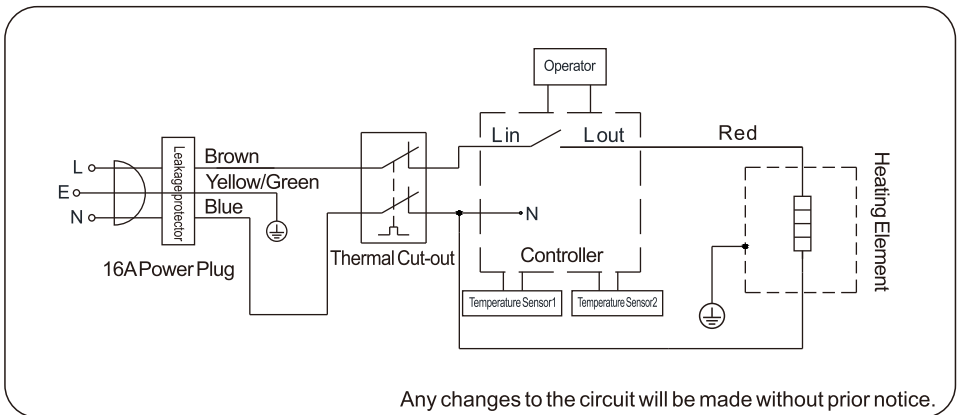 Operator
Lin
Lout
Red
L
E
N
Leakageprotector
Brown
Yellow/Green
Blue
16A Power Plug
Thermal Cut-out
N
Controller
Temperature Sensor1
Temperature Sensor2
Heating Element
Any changes to the circuit will be made without prior notice.